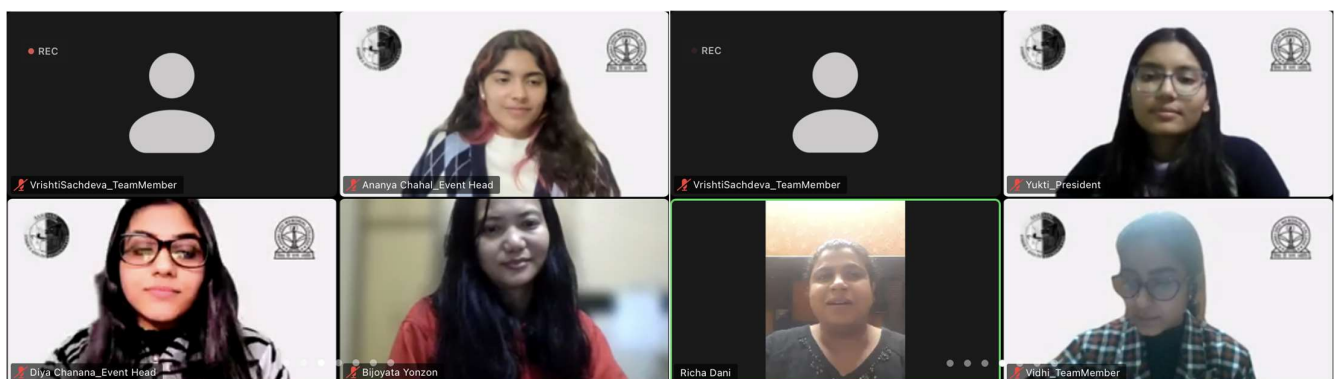 REC
REC
VrishtiSachdeva_TeamMember
Ananya Chahal_Event Head
VrishtiSachdeva_TeamMember
Yukti_President
Diya Chanana_Event Head
Bijoyata Yonzon
Richa Dani
Vidhi_TeamMember